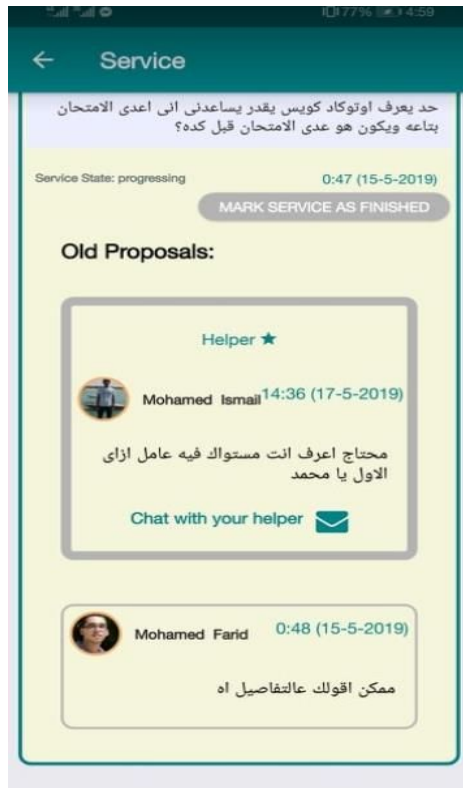 77% 4:59
Service
حد يعرف اوتوكاد كويس يقدر يساعدنى انى اعدى الامتحان
بتاعه ويكون هو عدى الامتحان قبل كده؟
Service State: progressing 0:47 (15-5-2019)
MARK SERVICE AS FINISHED
Old Proposals:
Helper
Mohamed Ismail 14:36 (17-5-2019)
محتاج اعرف انت مستواك فيه عامل ازاى
الاول يا محمد
Chat with your helper
Mohamed Farid 0:48 (15-5-2019)
ممكن اقولك عالتفاصيل اه